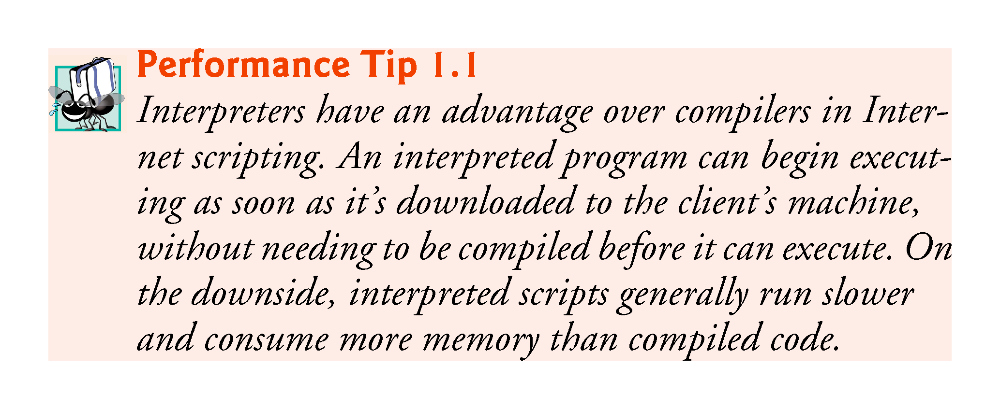 Performance Tip 1.1
Interpreters have an advantage over compilers in Inter-
net scripting. An interpreted program can begin execut-
ing as soon as it’s downloaded to the client’s machine,
without needing to be compiled before it can execute. On
the downside, interpreted scripts generally run slower
and consume more memory than compiled code.